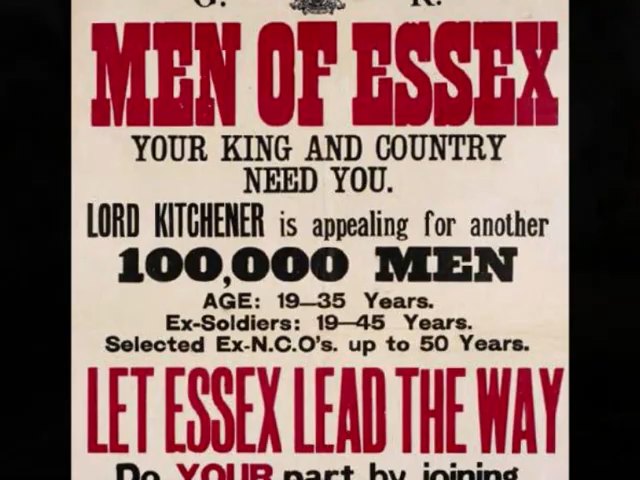 G. R.
MEN OF ESSEX
YOUR KING AND COUNTRY
NEED YOU.
LORD KITCHENER is appealing for another
100,000 MEN
AGE: 19—35 Years.
Ex-Soldiers: 19—45 Years.
Selected Ex-N.C.O's. up to 50 Years.
LET ESSEX LEAD THE WAY
Do YOUR part by joining